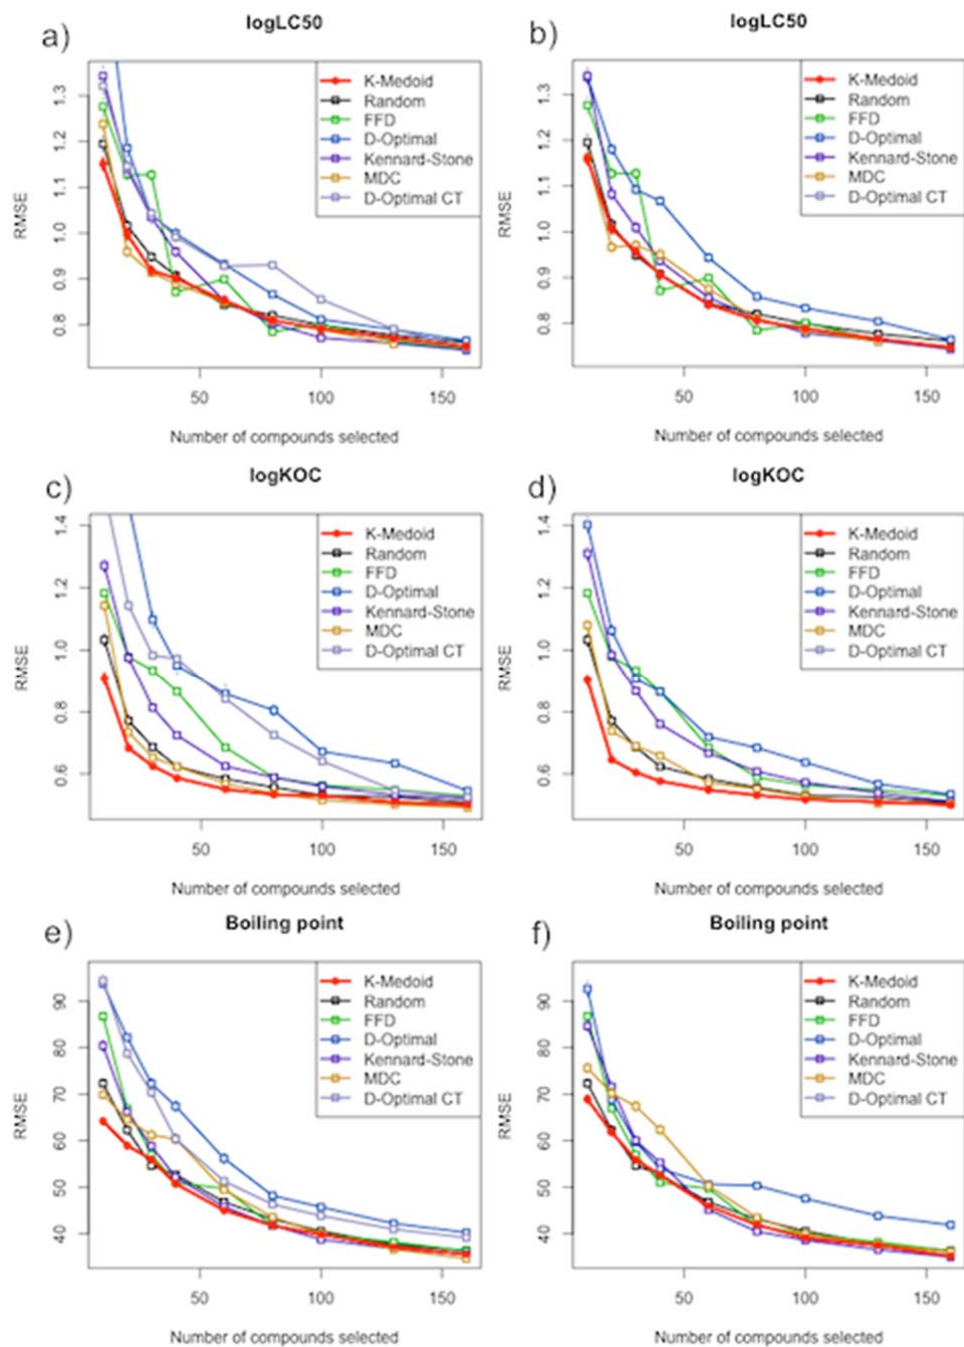 a)
logLC50
RMSE
1.3
1.2
1.1
1.0
0.9
0.8
K-Medoid
Random
FFD
D-Optimal
Kennard-Stone
MDC
D-Optimal CT
50 100 150
Number of compounds selected
b)
logLC50
RMSE
1.3
1.2
1.1
1.0
0.9
0.8
K-Medoid
Random
FFD
D-Optimal
Kennard-Stone
MDC
D-Optimal CT
50 100 150
Number of compounds selected
c)
logKOC
RMSE
1.4
1.2
1.0
0.8
0.6
K-Medoid
Random
FFD
D-Optimal
Kennard-Stone
MDC
D-Optimal CT
50 100 150
Number of compounds selected
d)
logKOC
RMSE
1.4
1.2
1.0
0.8
0.6
K-Medoid
Random
FFD
D-Optimal
Kennard-Stone
MDC
D-Optimal CT
50 100 150
Number of compounds selected
e)
Boiling point
RMSE
90
80
70
60
50
40
K-Medoid
Random
FFD
D-Optimal
Kennard-Stone
MDC
D-Optimal CT
50 100 150
Number of compounds selected
f)
Boiling point
RMSE
90
80
70
60
50
40
K-Medoid
Random
FFD
D-Optimal
Kennard-Stone
MDC
D-Optimal CT
50 100 150
Number of compounds selected